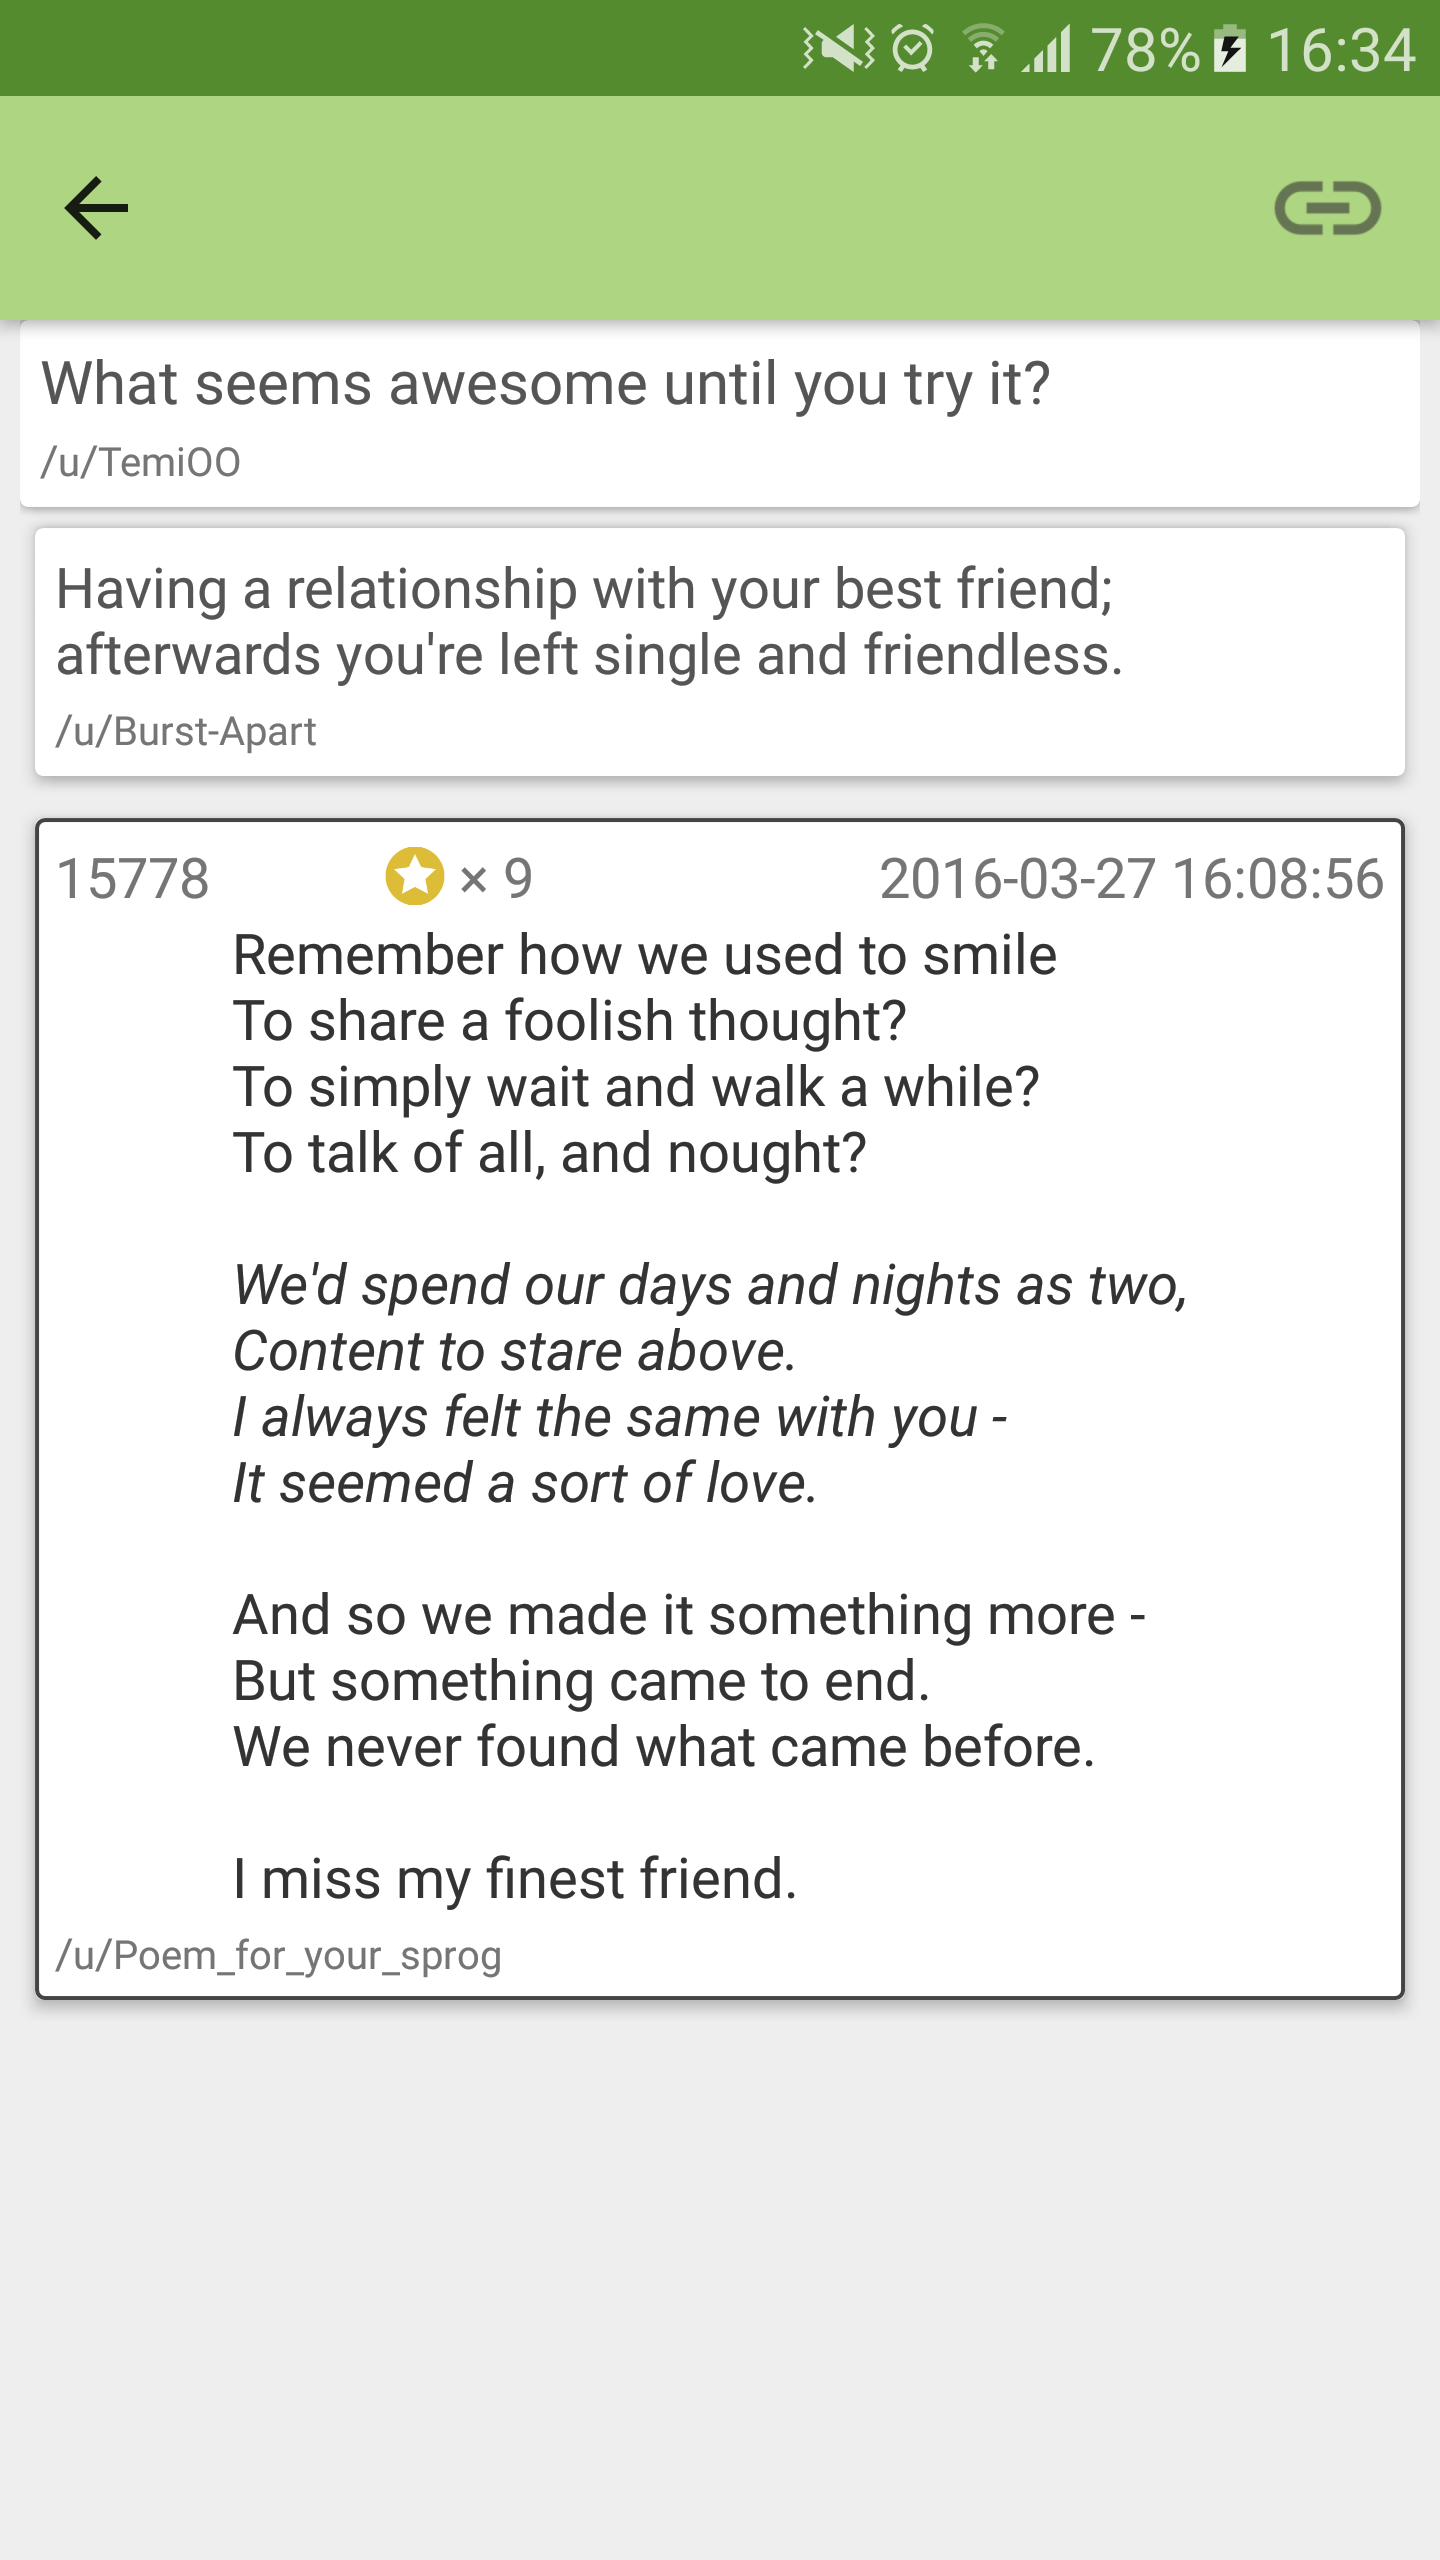 78% 16:34
What seems awesome until you try it?
/u/TemiOO
Having a relationship with your best friend;
afterwards you're left single and friendless.
/u/Burst-Apart
15778 × 9 2016-03-27 16:08:56
Remember how we used to smile
To share a foolish thought?
To simply wait and walk a while?
To talk of all, and nought?
We'd spend our days and nights as two,
Content to stare above.
I always felt the same with you -
It seemed a sort of love.
And so we made it something more -
But something came to end.
We never found what came before.
I miss my finest friend.
/u/Poem_for_your_sprog